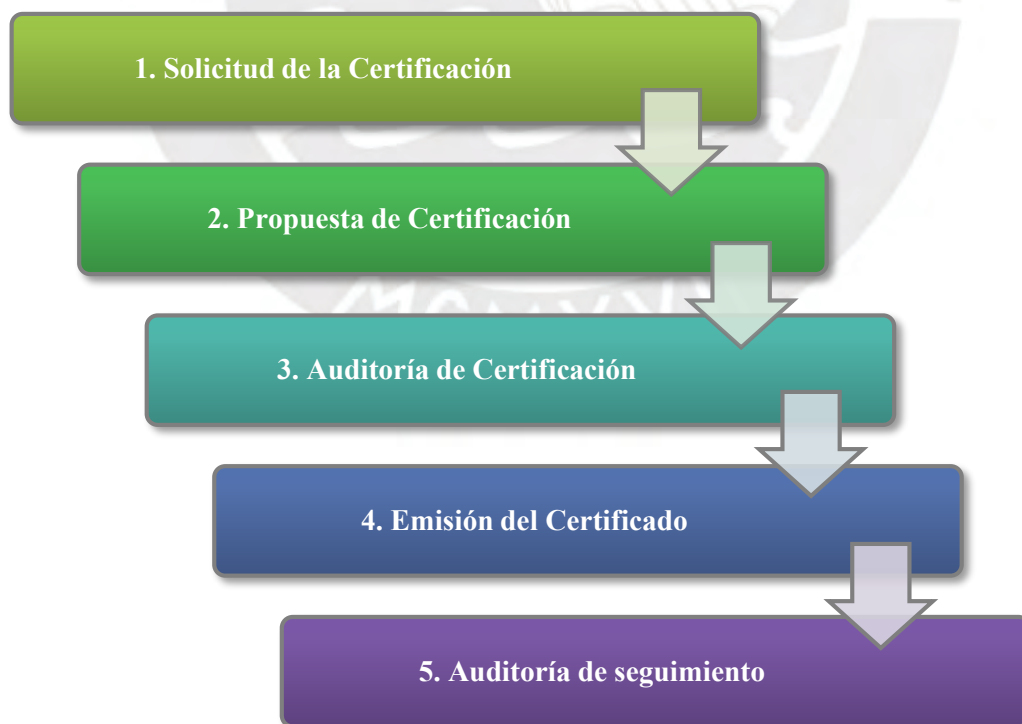 1. Solicitud de la Certificación
2. Propuesta de Certificación
3. Auditoría de Certificación
4. Emisión del Certificado
5. Auditoría de seguimiento